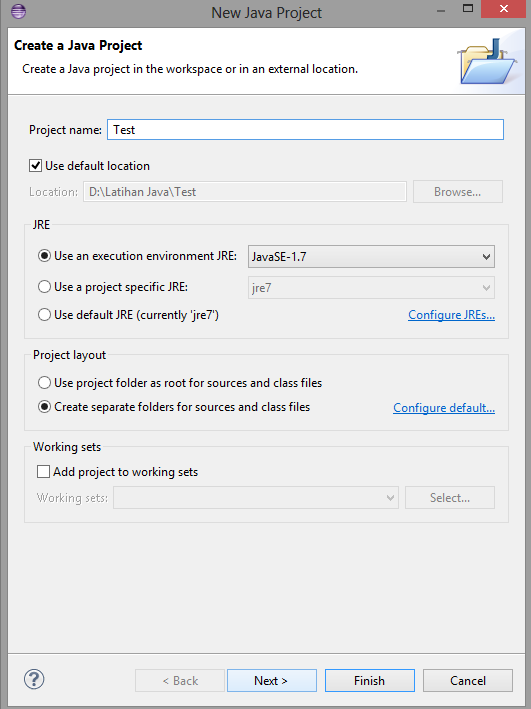 New Java Project
Create a Java Project
Create a Java project in the workspace or in an external location.
Project name: Test
Use default location
Location: D:\Latihan Java\Test Browse...
JRE
Use an execution environment JRE: JavaSE-1.7
Use a project specific JRE: jre7
Use default JRE (currently 'jre7') Configure JREs...
Project layout
Use project folder as root for sources and class files
Create separate folders for sources and class files Configure default...
Working sets
Add project to working sets
Working sets: Select...
? < Back Next > Finish Cancel